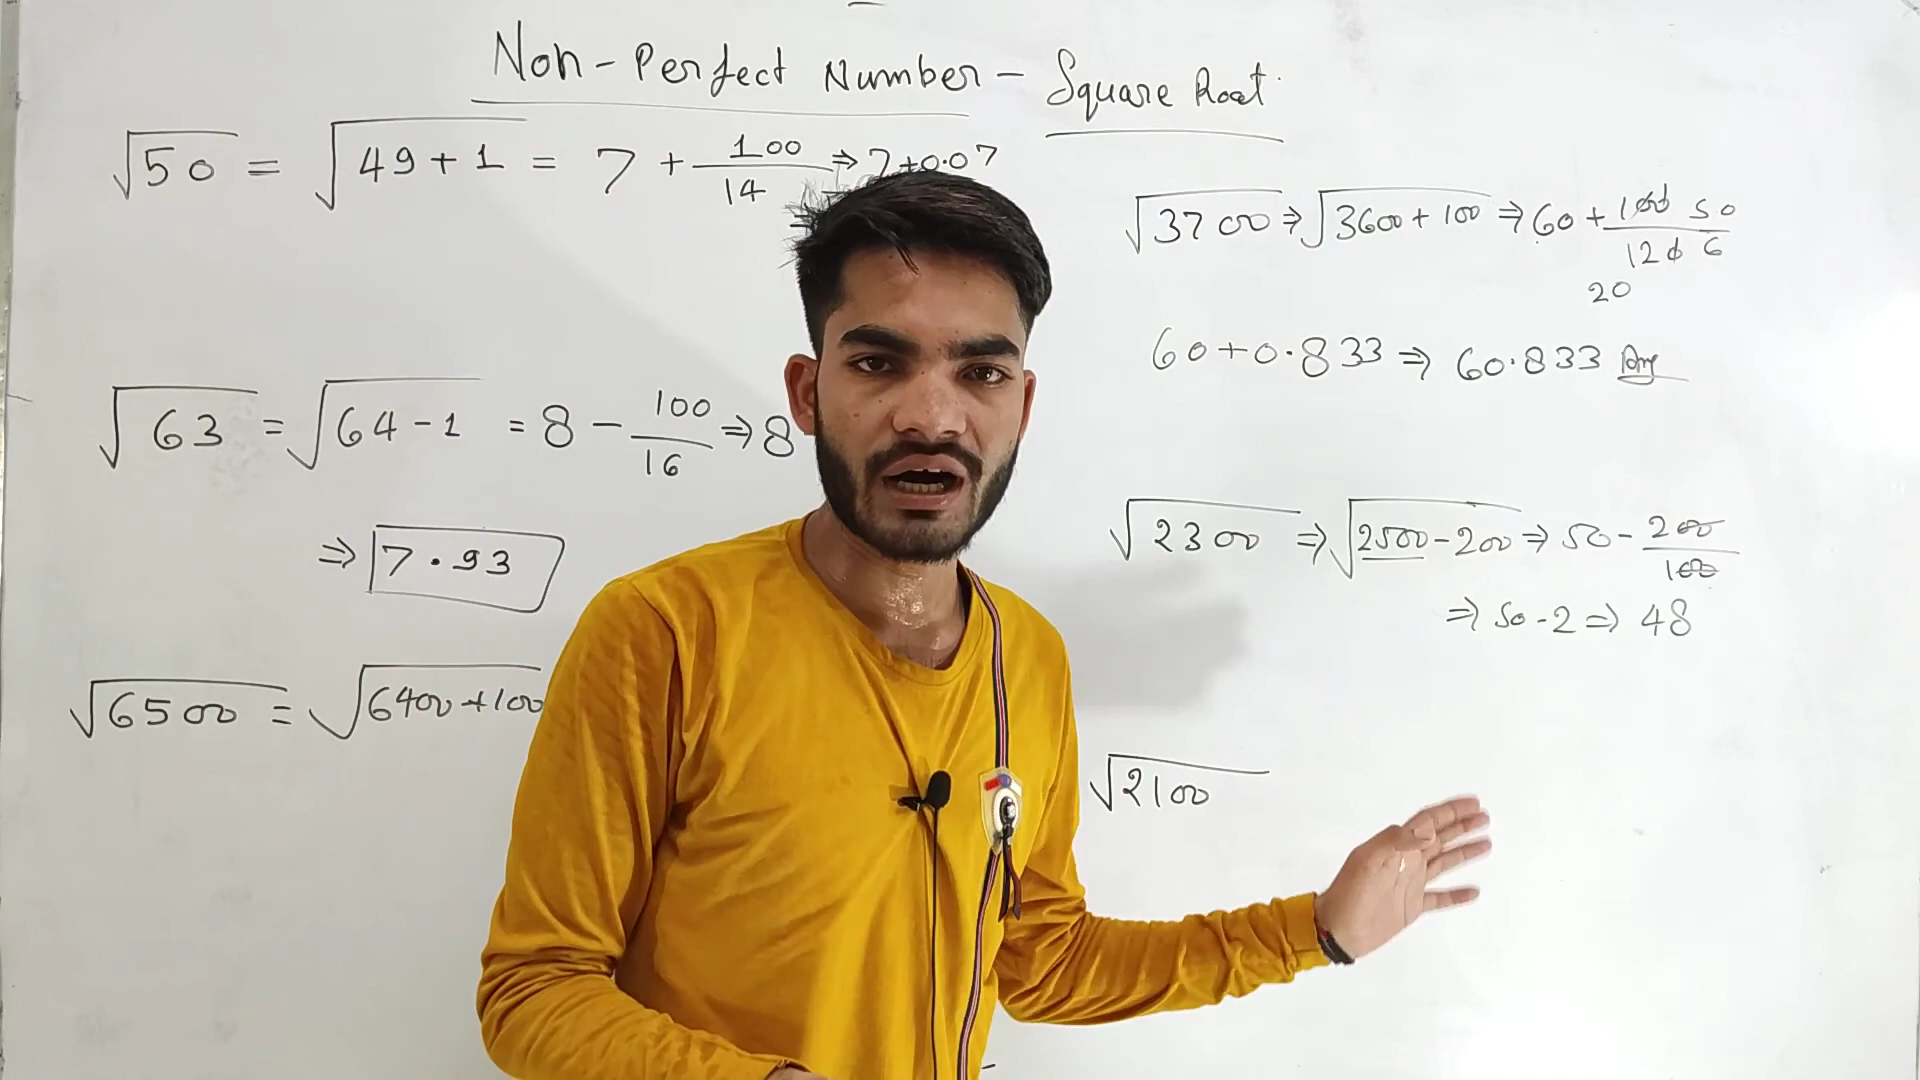 Non-Perfect Number - Square Root
√50 = √49+1 = 7 + 100/14 ⇒ 7+0.07
√63 = √64-1 = 8 - 100/16 ⇒ 8
⇒ 7.93
√6500 = √6400+100
√3700 ⇒ √3600+100 ⇒ 60 + 100 50/120 6
20
60+0.833 ⇒ 60.833 Ans
√2300 ⇒ √2500-200 ⇒ 50 - 200/100
⇒ 50-2 ⇒ 48
√2100